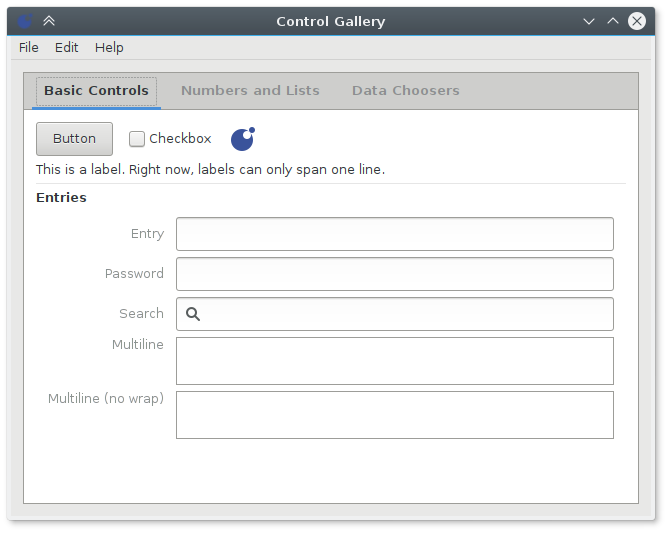 Control Gallery
File Edit Help
Basic Controls Numbers and Lists Data Choosers
Button Checkbox
This is a label. Right now, labels can only span one line.
Entries
Entry
Password
Search
Multiline
Multiline (no wrap)